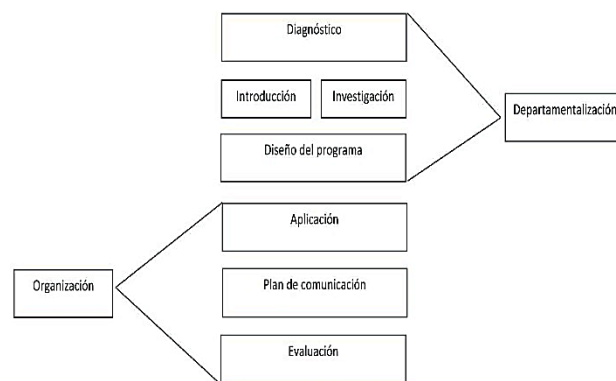 Diagnóstico
Introducción
Investigación
Departamentalización
Diseño del programa
Aplicación
Organización
Plan de comunicación
Evaluación